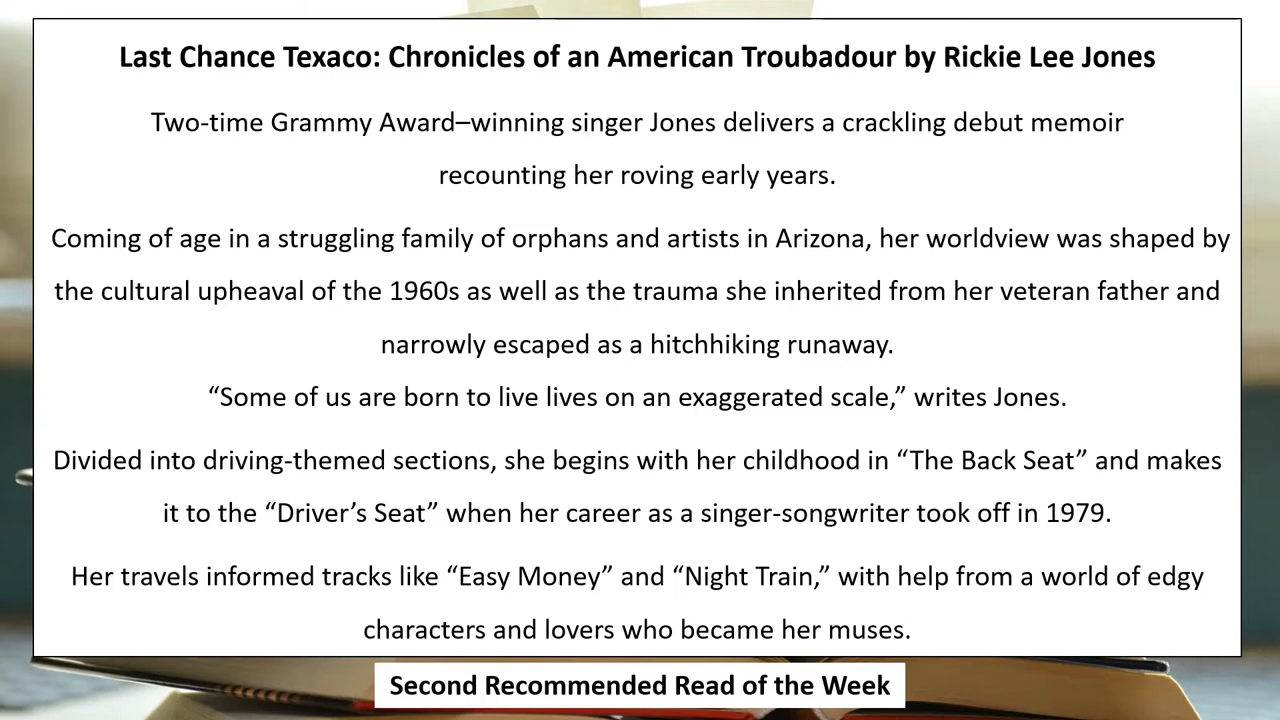 Last Chance Texaco: Chronicles of an American Troubadour by Rickie Lee Jones
Two-time Grammy Award–winning singer Jones delivers a crackling debut memoir
recounting her roving early years.
Coming of age in a struggling family of orphans and artists in Arizona, her worldview was shaped by
the cultural upheaval of the 1960s as well as the trauma she inherited from her veteran father and
narrowly escaped as a hitchhiking runaway.
“Some of us are born to live lives on an exaggerated scale,” writes Jones.
Divided into driving-themed sections, she begins with her childhood in “The Back Seat” and makes
it to the “Driver’s Seat” when her career as a singer-songwriter took off in 1979.
Her travels informed tracks like “Easy Money” and “Night Train,” with help from a world of edgy
characters and lovers who became her muses.
Second Recommended Read of the Week